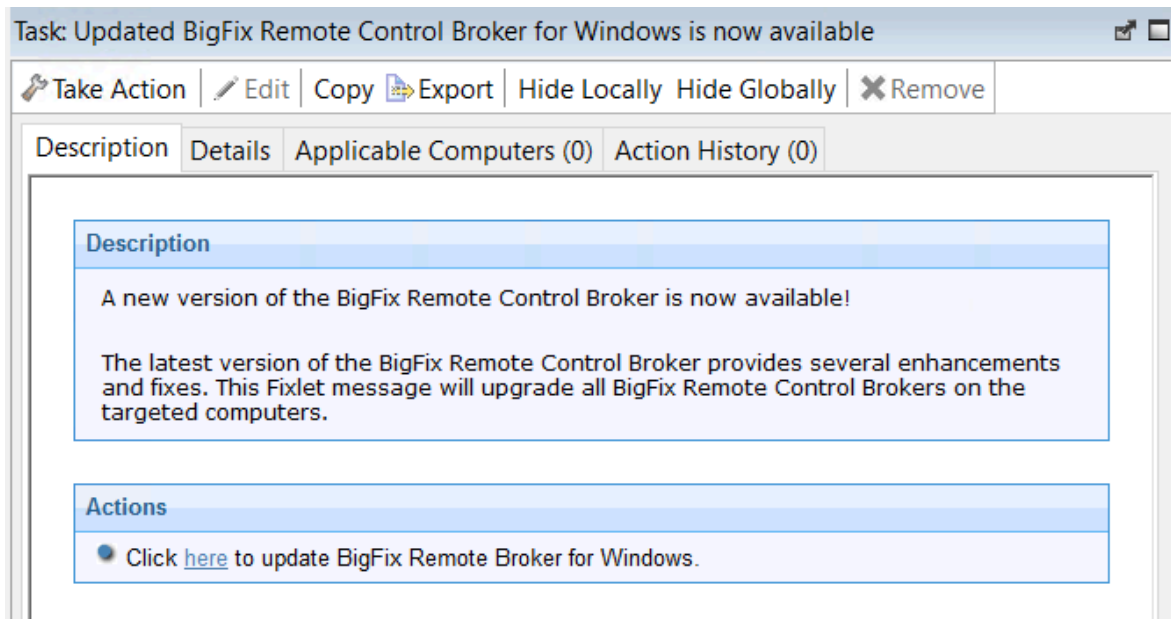 Task: Updated BigFix Remote Control Broker for Windows is now available
Take Action Edit Copy Export Hide Locally Hide Globally Remove
Description Details Applicable Computers (0) Action History (0)
Description
A new version of the BigFix Remote Control Broker is now available!
The latest version of the BigFix Remote Control Broker provides several enhancements
and fixes. This Fixlet message will upgrade all BigFix Remote Control Brokers on the
targeted computers.
Actions
Click here to update BigFix Remote Broker for Windows.